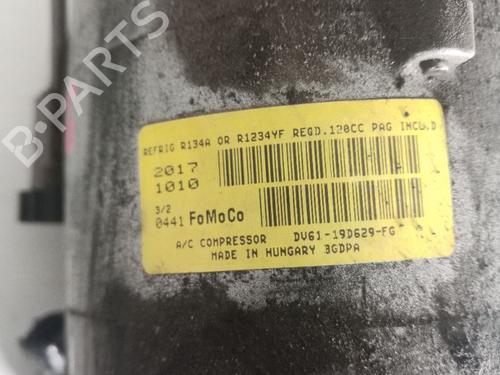 B-PARTS
REFRIG R134A OR R1234YF REGD.120CC PAG INCL.D
2017
1010
3/2
0441 FoMoCo
A/C COMPRESSOR DV61-19D629-FG
MADE IN HUNGARY 3GDPA